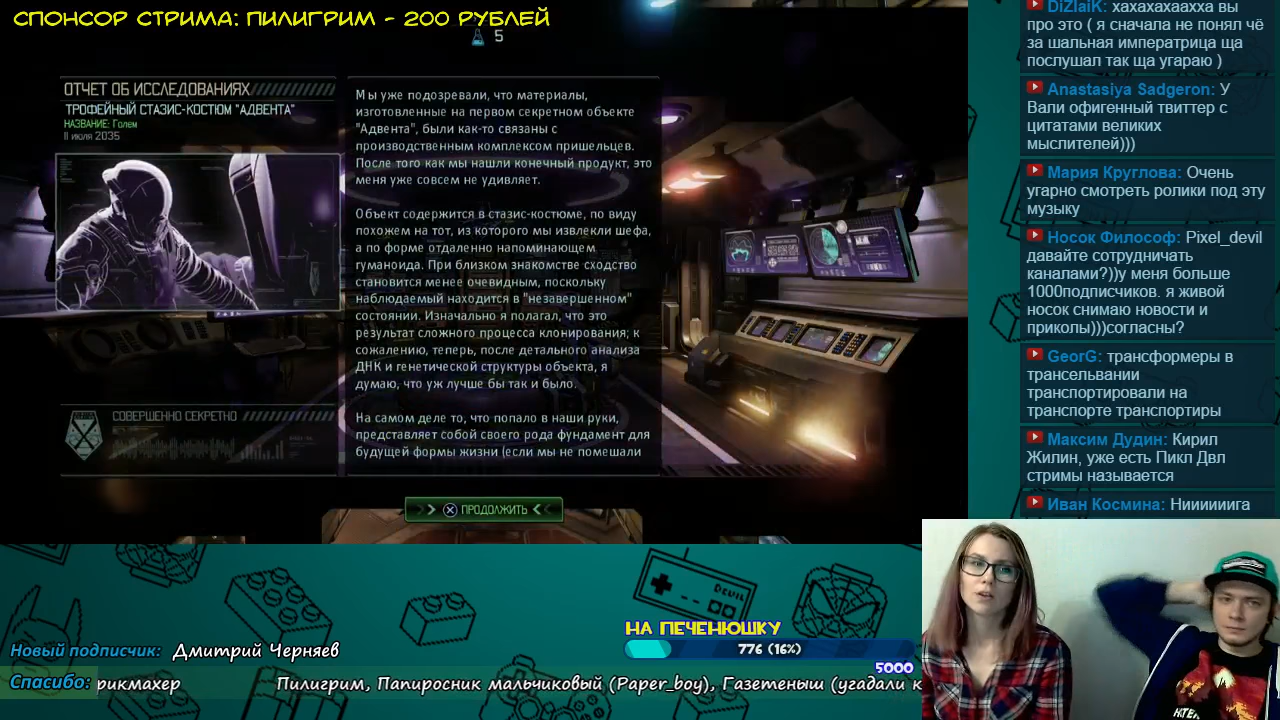 СПОНСОР СТРИМА: ПИЛИГРИМ - 200 РУБЛЕЙ
5
ОТЧЕТ ОБ ИССЛЕДОВАНИЯХ
ТРОФЕЙНЫЙ СТАЗИС-КОСТЮМ "АДВЕНТА"
НАЗВАНИЕ: Голем
11 июля 2035
СОВЕРШЕННО СЕКРЕТНО
Мы уже подозревали, что материалы,
изготовленные на первом секретном объекте
"Адвента", были как-то связаны с
производственным комплексом пришельцев.
После того как мы нашли конечный продукт, это
меня уже совсем не удивляет.
Объект содержится в стазис-костюме, по виду
похожем на тот, из которого мы извлекли шефа,
а по форме отдаленно напоминающем
гуманоида. При близком знакомстве сходство
становится менее очевидным, поскольку
наблюдаемый находится в "незавершенном"
состоянии. Изначально я полагал, что это
результат сложного процесса клонирования; к
сожалению, теперь, после детального анализа
ДНК и генетической структуры объекта, я
думаю, что уж лучше бы так и было.
На самом деле то, что попало в наши руки,
представляет собой своего рода фундамент для
будущей формы жизни (если мы не помешали
ПРОДОЛЖИТЬ
DiZlaiK: хахахахаахха вы
про это ( я сначала не понял чё
за шальная императрица ща
послушал так ща угараю )
Anastasiya Sadgeron: У
Вали офигенный твиттер с
цитатами великих
мыслителей)))
Мария Круглова: Очень
угарно смотреть ролики под эту
музыку
Носок Философ: Pixel_devil
давайте сотрудничать
каналами?))у меня больше
1000подписчиков. я живой
носок снимаю новости и
приколы)))согласны?
GeorG: трансформеры в
трансельвании
транспортировали на
транспорте транспортиры
Максим Дудин: Кирил
Жилин, уже есть Пикл Двл
стримы называется
Иван Космина: Нииииига
Devil
НА ПЕЧЕНЮШКУ
776 (16%)
5000
Новый подписчик: Дмитрий Черняев
Спасибо: рикмахер Пилигрим, Папиросник мальчиковый (Paper_boy), Газетеныш (угадали к